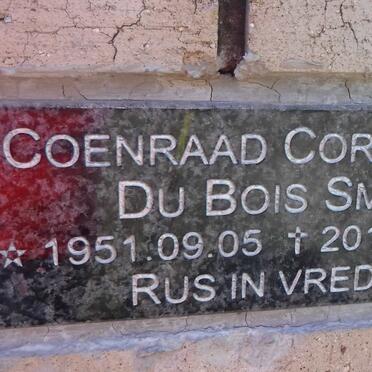 COENRAAD COR
DU BOIS SM
☆ 1951.09.05 † 201
RUS IN VRED